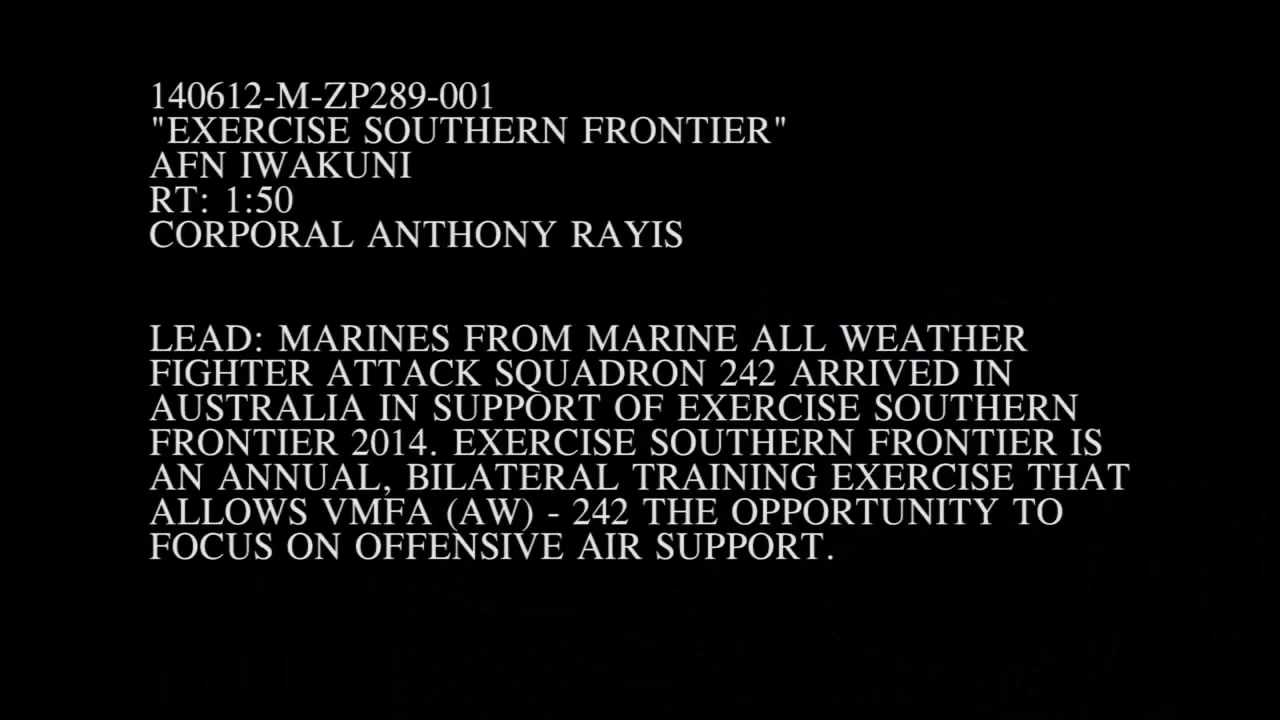 140612-M-ZP289-001
"EXERCISE SOUTHERN FRONTIER"
AFN IWAKUNI
RT: 1:50
CORPORAL ANTHONY RAYIS
LEAD: MARINES FROM MARINE ALL WEATHER
FIGHTER ATTACK SQUADRON 242 ARRIVED IN
AUSTRALIA IN SUPPORT OF EXERCISE SOUTHERN
FRONTIER 2014. EXERCISE SOUTHERN FRONTIER IS
AN ANNUAL, BILATERAL TRAINING EXERCISE THAT
ALLOWS VMFA (AW) - 242 THE OPPORTUNITY TO
FOCUS ON OFFENSIVE AIR SUPPORT.